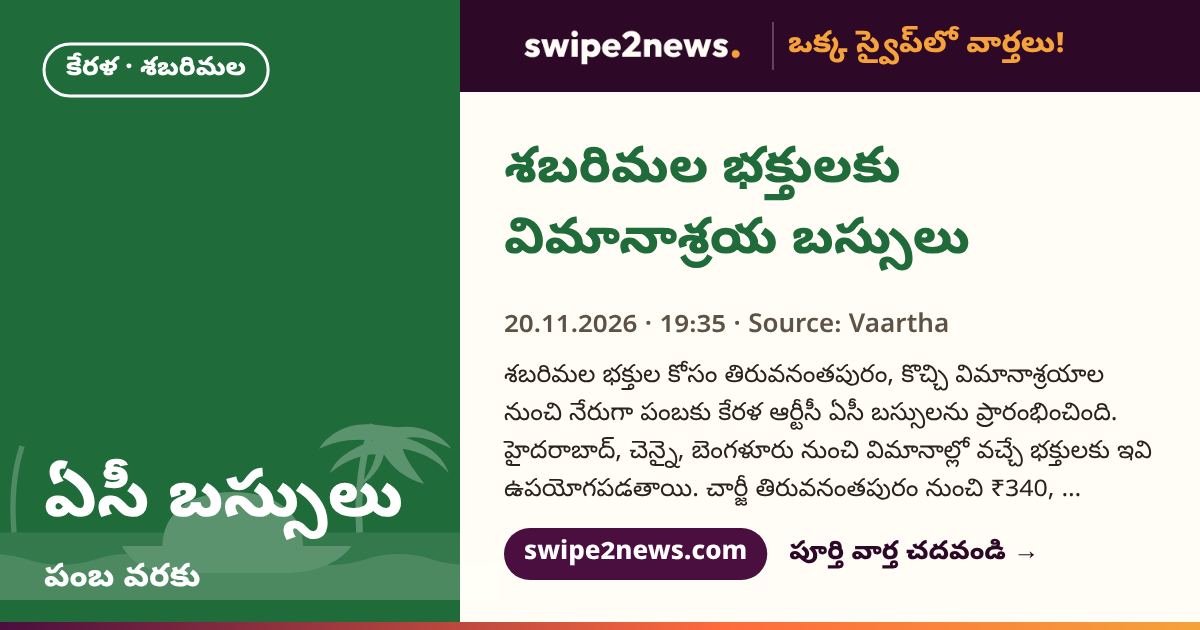 కేరళ · శబరిమల
ఏసీ బస్సులు
పంబ వరకు
swipe2news.
ఒక్క స్వైప్‌లో వార్తలు!
శబరిమల భక్తులకు
విమానాశ్రయ బస్సులు
20.11.2026 · 19:35 · Source: Vaartha
శబరిమల భక్తుల కోసం తిరువనంతపురం, కొచ్చి విమానాశ్రయాల
నుంచి నేరుగా పంబకు కేరళ ఆర్టీసీ ఏసీ బస్సులను ప్రారంభించింది.
హైదరాబాద్, చెన్నై, బెంగళూరు నుంచి విమానాల్లో వచ్చే భక్తులకు ఇవి
ఉపయోగపడతాయి. చార్జీ తిరువనంతపురం నుంచి ₹340, ...
swipe2news.com
పూర్తి వార్త చదవండి →